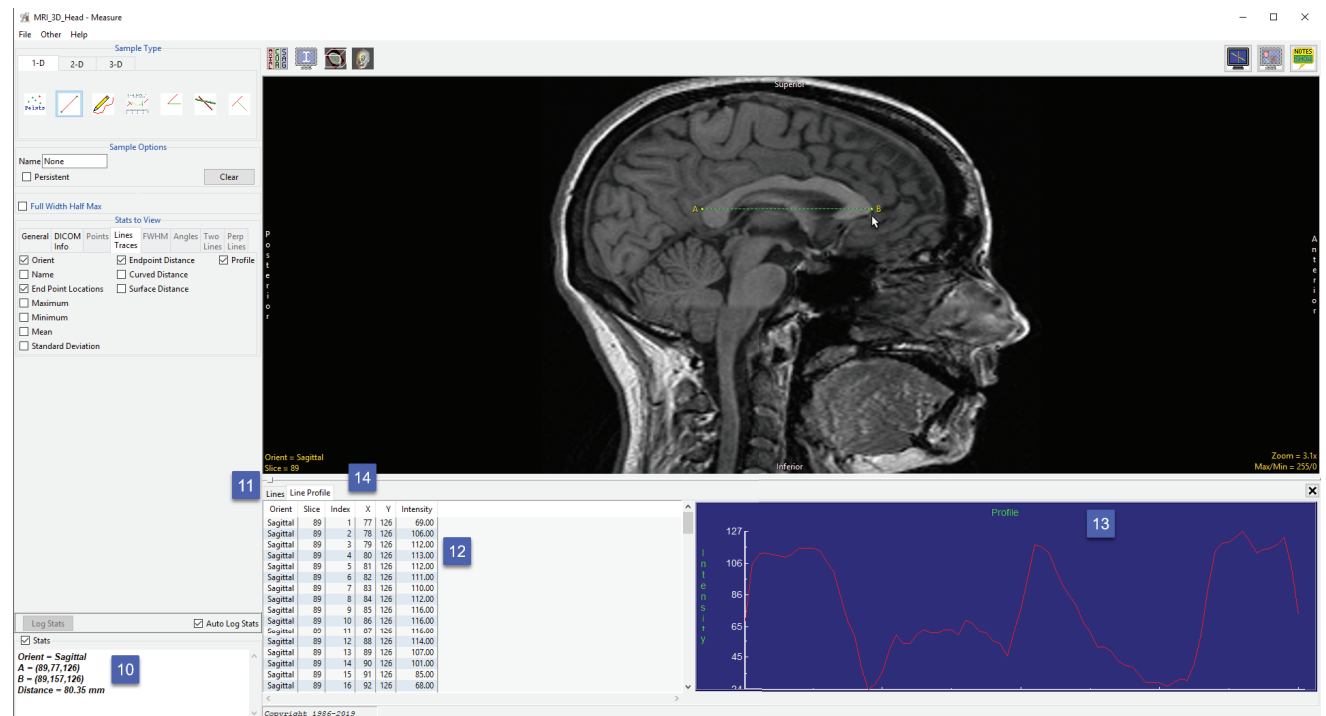 MRI_3D_Head - Measure
File Other Help
Sample Type
1-D 2-D 3-D
Points
Sample Options
Name None
Persistent Clear
Full Width Half Max
Stats to View
General DICOM Info Points Lines Traces FWHM Angles Two Lines Perp Lines
Orient Endpoint Distance Profile
Name Curved Distance
End Point Locations Surface Distance
Maximum
Minimum
Mean
Standard Deviation
Log Stats Auto Log Stats
Stats
Orient = Sagittal
A = (89,77,126)
B = (89,157,126)
Distance = 80.35 mm
10
NOTES
SHOW
Superior
Posterior
A B
Anterior
Orient = Sagittal
Slice = 89
Inferior
Zoom = 3.1x
Max/Min = 255/0
11
14
Lines Line Profile
Orient Slice Index X Y Intensity
Sagittal 89 1 77 126 69.00
Sagittal 89 2 78 126 106.00
Sagittal 89 3 79 126 112.00
Sagittal 89 4 80 126 113.00
Sagittal 89 5 81 126 112.00
Sagittal 89 6 82 126 111.00
Sagittal 89 7 83 126 110.00
Sagittal 89 8 84 126 112.00
Sagittal 89 9 85 126 116.00
Sagittal 89 10 86 126 116.00
Sagittal 89 11 87 126 116.00
Sagittal 89 12 88 126 114.00
Sagittal 89 13 89 126 107.00
Sagittal 89 14 90 126 101.00
Sagittal 89 15 91 126 85.00
Sagittal 89 16 92 126 68.00
12
Profile
13
Intensity
127
106
86
65
45
24
Copyright 1986-2019